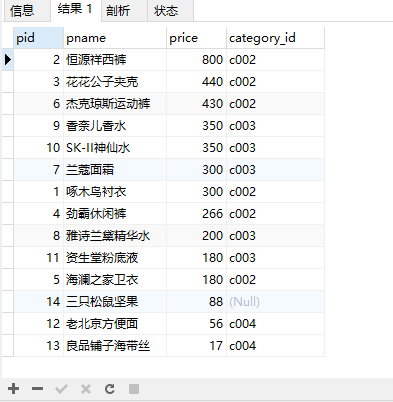 信息 结果 1 剖析 状态
pid pname price category_id
2 恒源祥西裤 800 c002
3 花花公子夹克 440 c002
6 杰克琼斯运动裤 430 c002
9 香奈儿香水 350 c003
10 SK-II神仙水 350 c003
7 兰蔻面霜 300 c003
1 啄木鸟衬衣 300 c002
4 劲霸休闲裤 266 c002
8 雅诗兰黛精华水 200 c003
11 资生堂粉底液 180 c003
5 海澜之家卫衣 180 c002
14 三只松鼠坚果 88 (Null)
12 老北京方便面 56 c004
13 良品铺子海带丝 17 c004